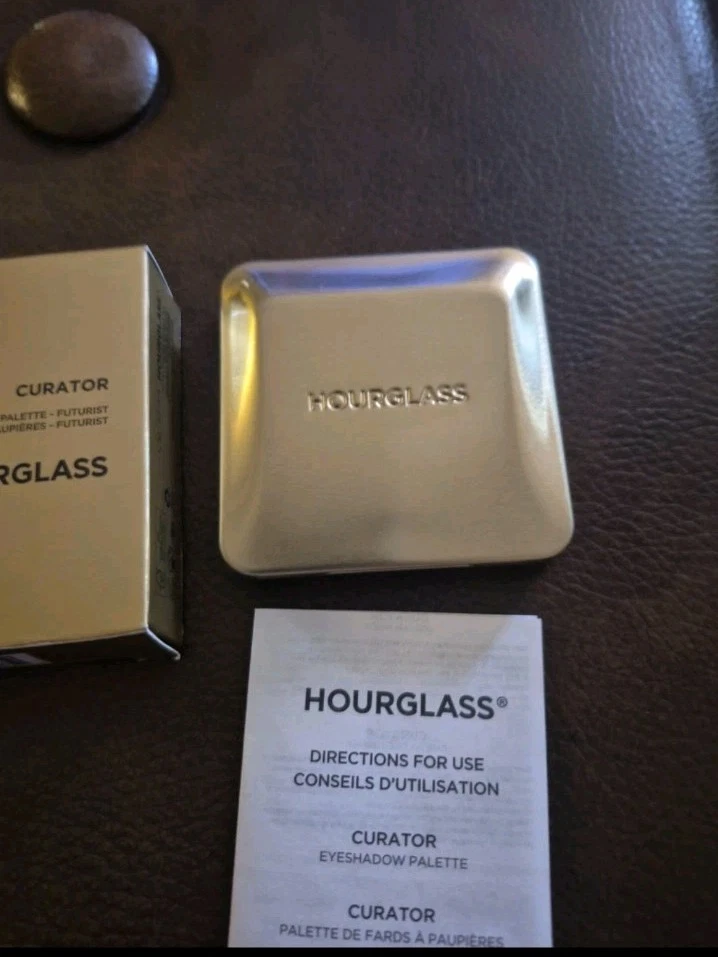 CURATOR
PALETTE - FUTURIST
UPIÈRES - FUTURIST
RGLASS
HOURGLASS
HOURGLASS®
DIRECTIONS FOR USE
CONSEILS D'UTILISATION
CURATOR
EYESHADOW PALETTE
CURATOR
PALETTE DE FARDS À PAUPIÈRES